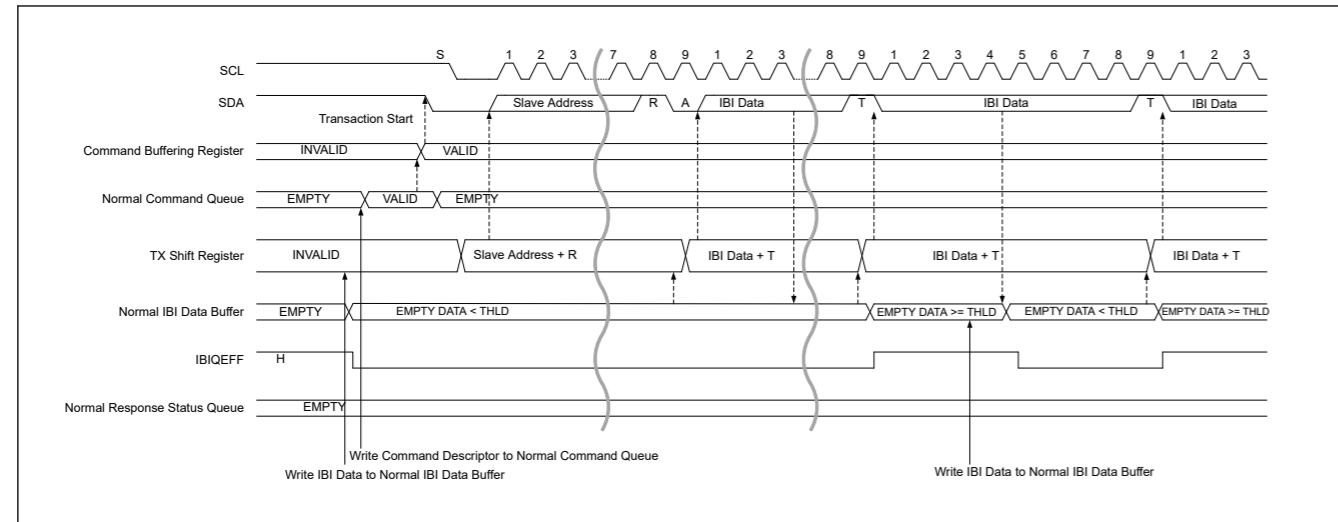 S 1 2 3 7 8 9 1 2 3 8 9 1 2 3 4 5 6 7 8 9 1 2 3
SCL
SDA Slave Address R A IBI Data T IBI Data T IBI Data
Transaction Start
Command Buffering Register INVALID VALID
Normal Command Queue EMPTY VALID EMPTY
TX Shift Register INVALID Slave Address + R IBI Data + T IBI Data + T IBI Data + T
Normal IBI Data Buffer EMPTY EMPTY DATA < THLD EMPTY DATA >= THLD EMPTY DATA < THLD EMPTY DATA >= THLD
IBIQEFF H
Normal Response Status Queue EMPTY
Write Command Descriptor to Normal Command Queue
Write IBI Data to Normal IBI Data Buffer Write IBI Data to Normal IBI Data Buffer